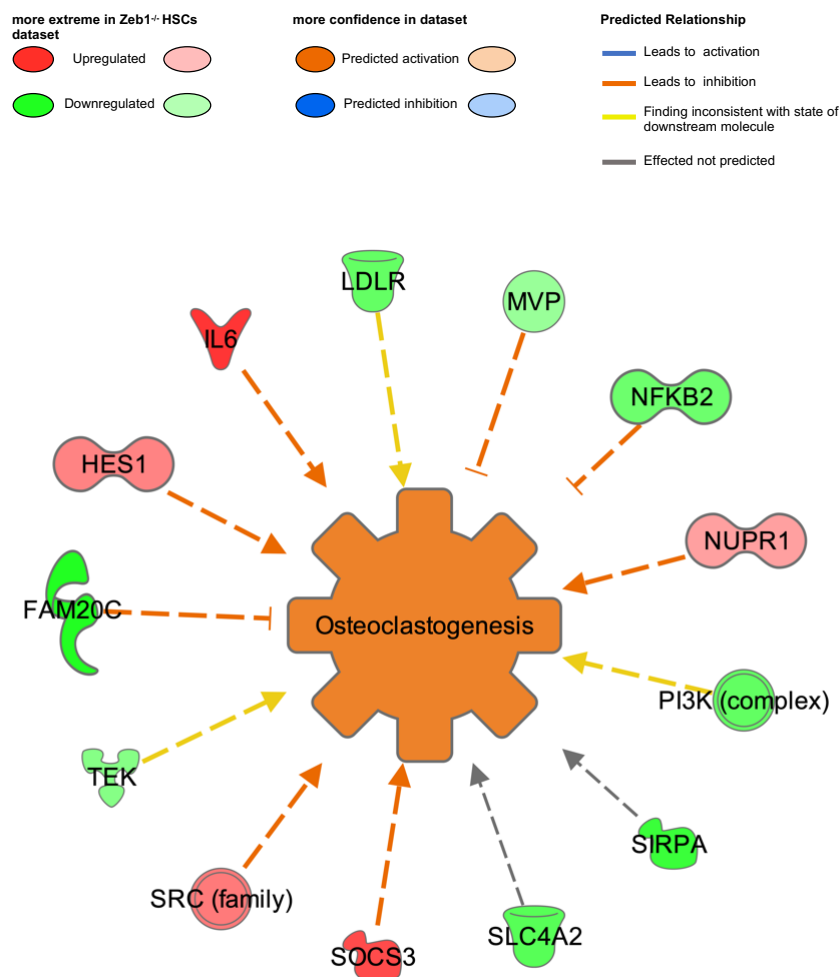 more extreme in Zeb1-/- HSCs
dataset
Upregulated
Downregulated
more confidence in dataset
Predicted activation
Predicted inhibition
Predicted Relationship
Leads to activation
Leads to inhibition
Finding inconsistent with state of
downstream molecule
Effected not predicted
LDLR
MVP
IL6
NFKB2
HES1
NUPR1
FAM20C
Osteoclastogenesis
PI3K (complex)
TEK
SIRPA
SRC (family)
SLC4A2
SOCS3